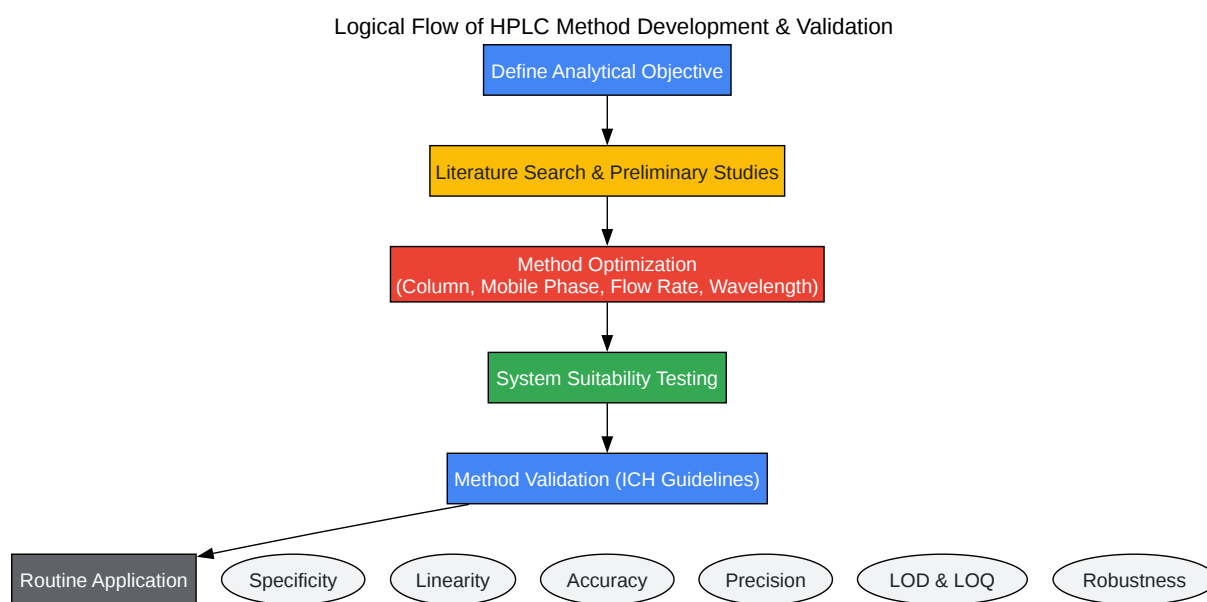 Logical Flow of HPLC Method Development & Validation
Define Analytical Objective
Literature Search & Preliminary Studies
Method Optimization
(Column, Mobile Phase, Flow Rate, Wavelength)
System Suitability Testing
Method Validation (ICH Guidelines)
Routine Application
Specificity
Linearity
Accuracy
Precision
LOD & LOQ
Robustness